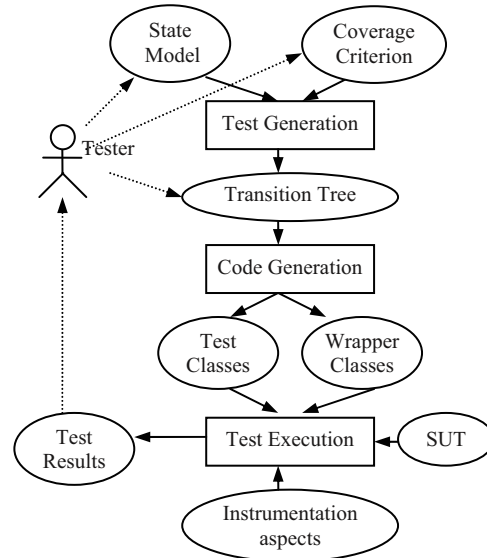 State
Model
Coverage
Criterion
Test Generation
Tester
Transition Tree
Code Generation
Test
Classes
Wrapper
Classes
Test
Results
Test Execution
SUT
Instrumentation
aspects